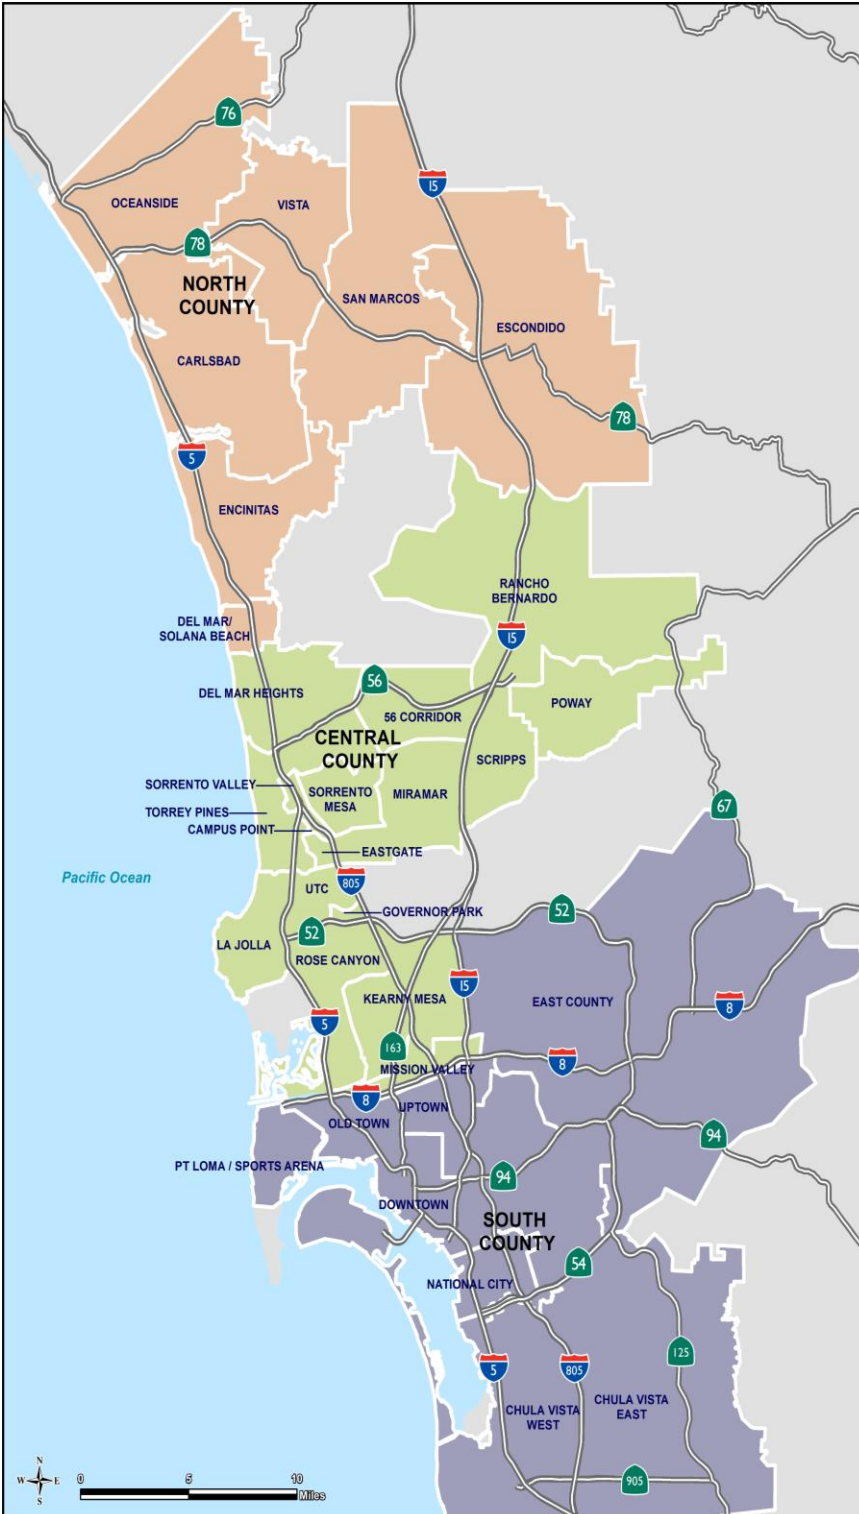 76
15
OCEANSIDE
VISTA
78
NORTH
COUNTY
SAN MARCOS
ESCONDIDO
CARLSBAD
78
5
ENCINITAS
RANCHO
BERNARDO
DEL MAR/
SOLANA BEACH
15
56
DEL MAR HEIGHTS
POWAY
56 CORRIDOR
CENTRAL
COUNTY
SCRIPPS
SORRENTO VALLEY
SORRENTO
MESA
MIRAMAR
TORREY PINES
67
CAMPUS POINT
EASTGATE
Pacific Ocean
805
UTC
GOVERNOR PARK
52
52
LA JOLLA
ROSE CANYON
15
KEARNY MESA
EAST COUNTY
8
5
163
8
MISSION VALLEY
8
UPTOWN
OLD TOWN
94
PT LOMA / SPORTS ARENA
94
DOWNTOWN
SOUTH
COUNTY
54
NATIONAL CITY
125
5
805
CHULA VISTA
EAST
CHULA VISTA
WEST
905
N
W
E
S
0
5
10
Miles